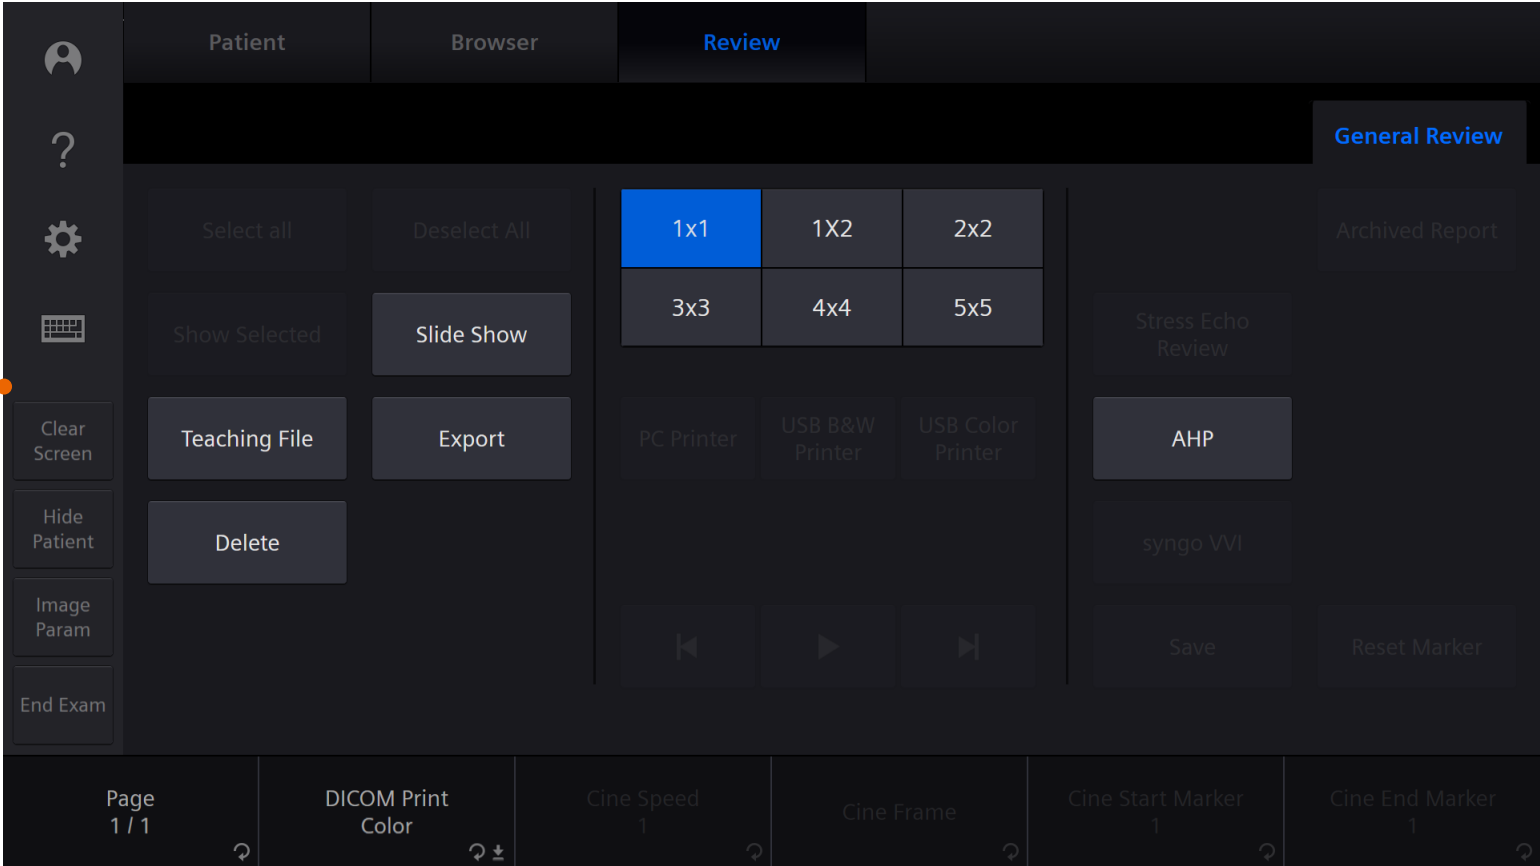 Patient
Browser
Review
General Review
Select all
Deselect All
1x1
1X2
2x2
Archived Report
Show Selected
Slide Show
3x3
4x4
5x5
Stress Echo
Review
Clear
Screen
Teaching File
Export
PC Printer
USB B&W
Printer
USB Color
Printer
AHP
Hide
Patient
Delete
syngo VVI
Image
Param
Save
Reset Marker
End Exam
Page
1 / 1
DICOM Print
Color
Cine Speed
1
Cine Frame
Cine Start Marker
1
Cine End Marker
1